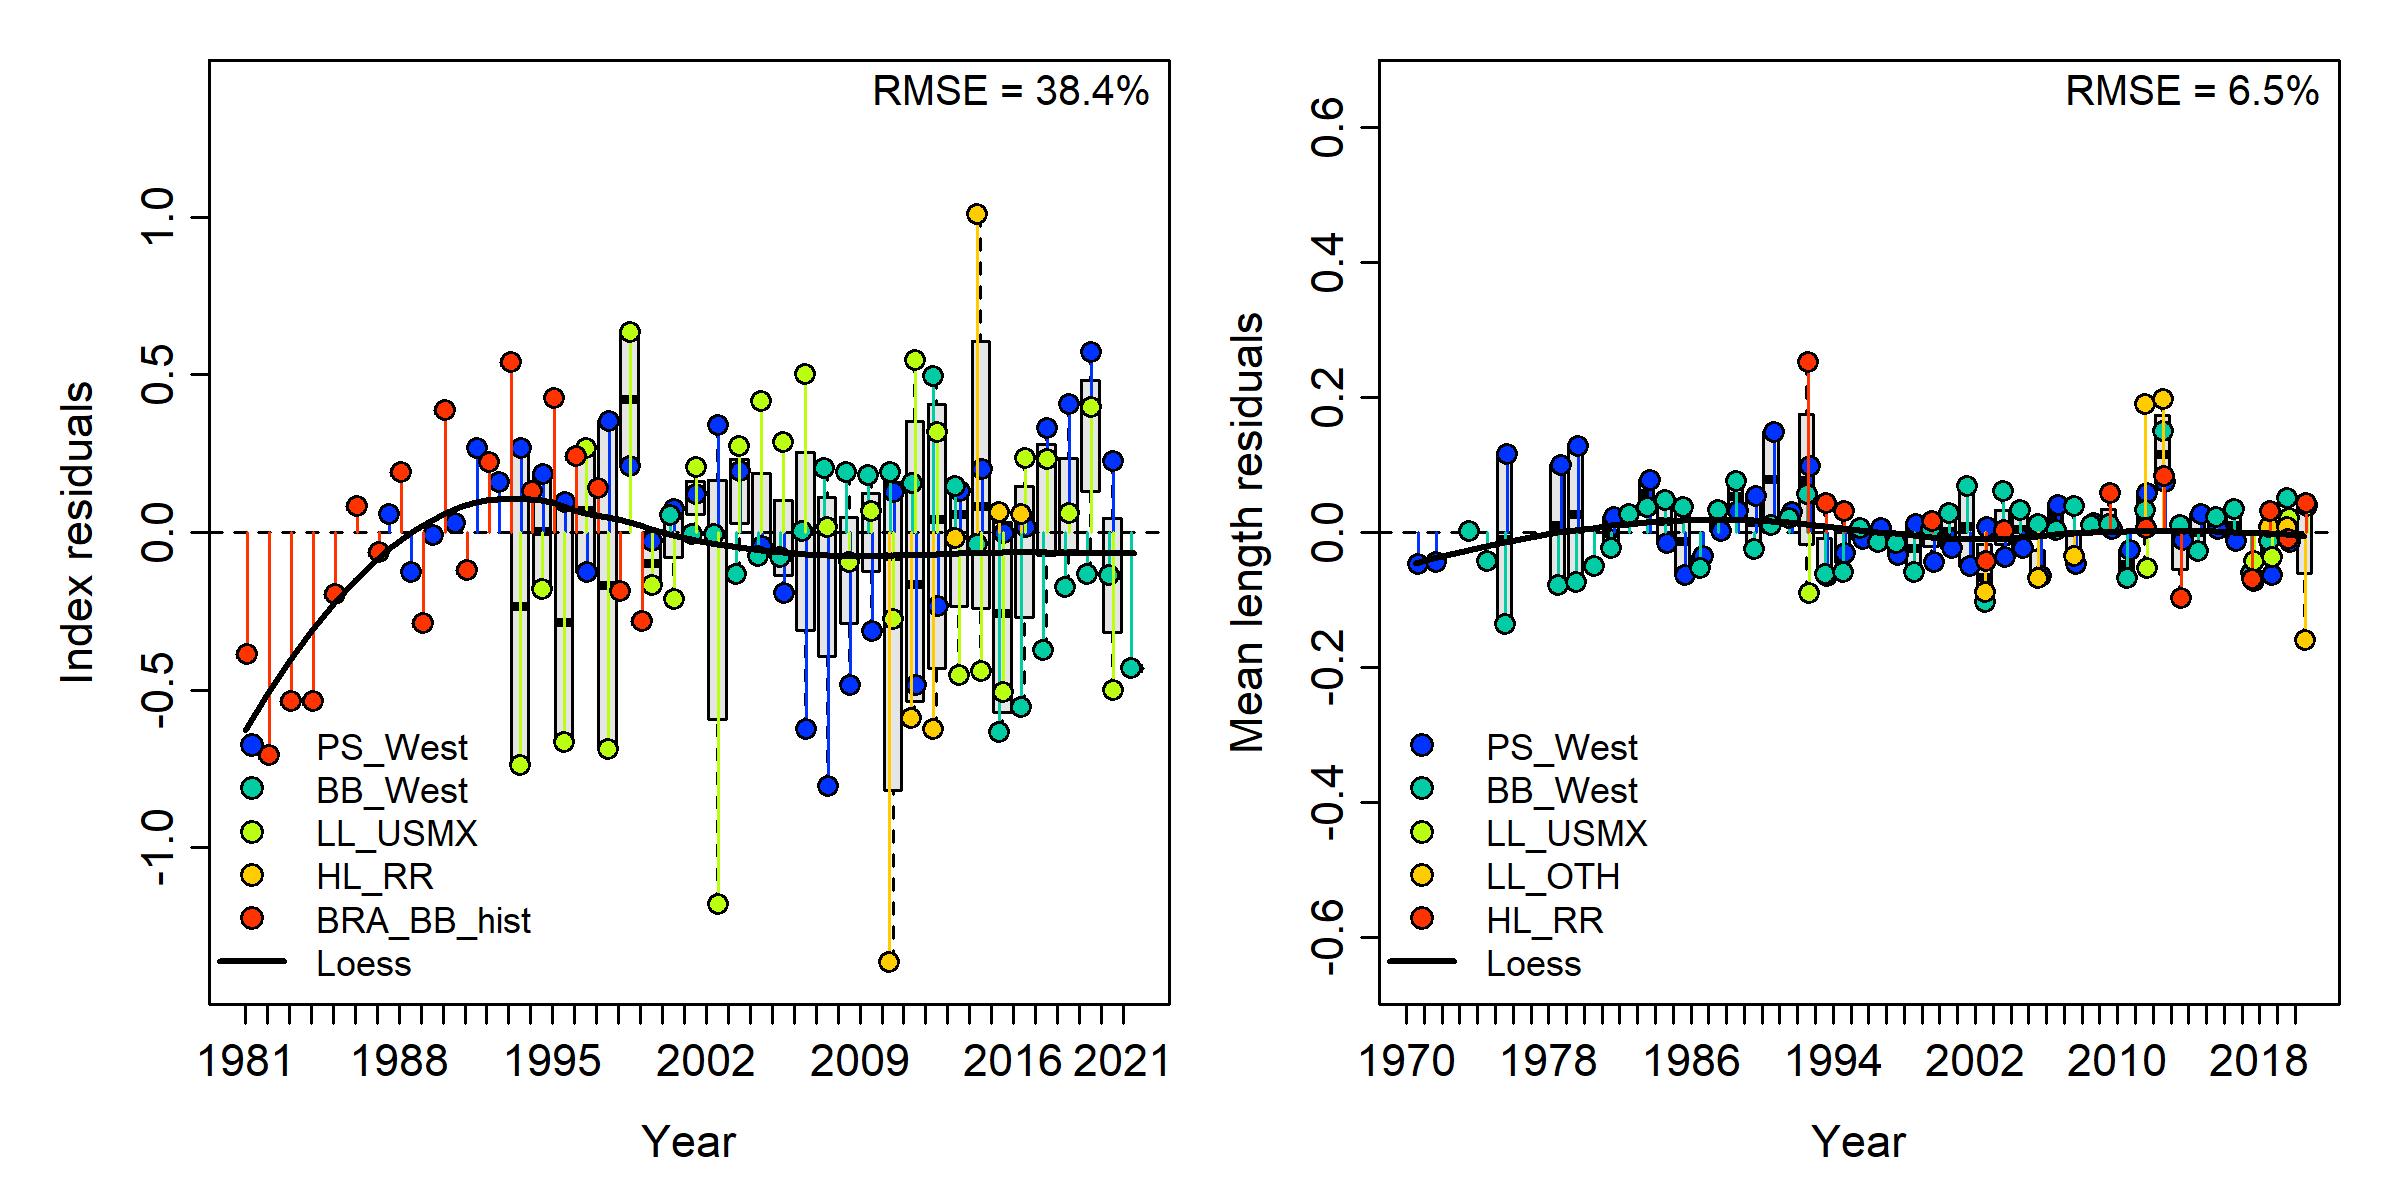 RMSE = 38.4%
Index residuals
1.0
0.5
0.0
-0.5
-1.0
PS_West
BB_West
LL_USMX
HL_RR
BRA_BB_hist
Loess
1981 1988 1995 2002 2009 2016 2021
Year
RMSE = 6.5%
Mean length residuals
0.6
0.4
0.2
0.0
-0.2
-0.4
-0.6
PS_West
BB_West
LL_USMX
LL_OTH
HL_RR
Loess
1970 1978 1986 1994 2002 2010 2018
Year